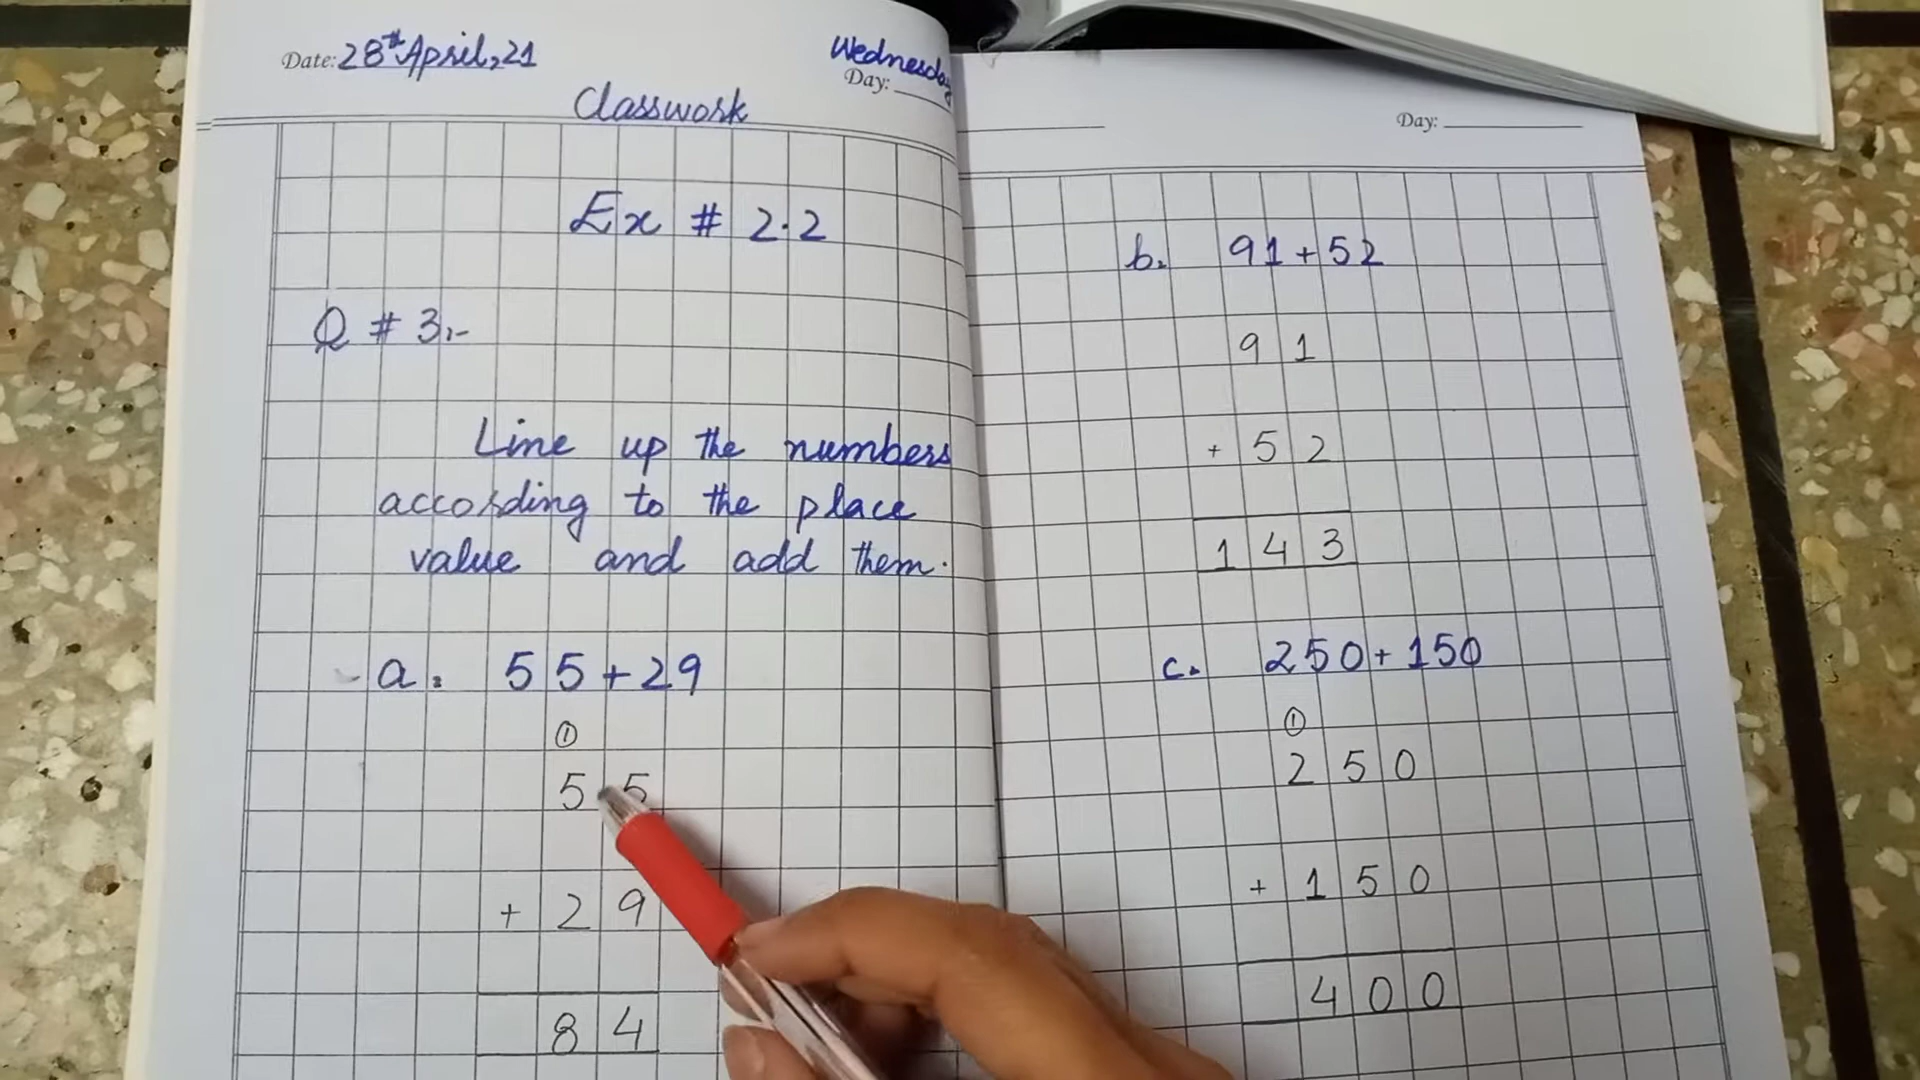 Date: 28th April, 21
Wednesday
Day:
Classwork
Ex # 2.2
Q # 3:-
Line up the numbers
according to the place
value and add them.
a. 55+29
1
5 5
+ 2 9
8 4
Day:
b. 91+52
9 1
+ 5 2
1 4 3
c. 250+150
1
2 5 0
+ 1 5 0
4 0 0